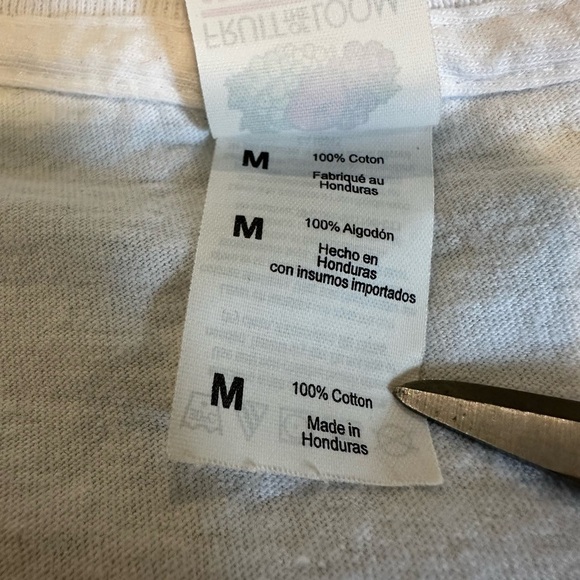 FRUIT OF THE LOOM
M 100% Coton
Fabriqué au
Honduras
M 100% Algodón
Hecho en
Honduras
con insumos importados
M 100% Cotton
Made in
Honduras